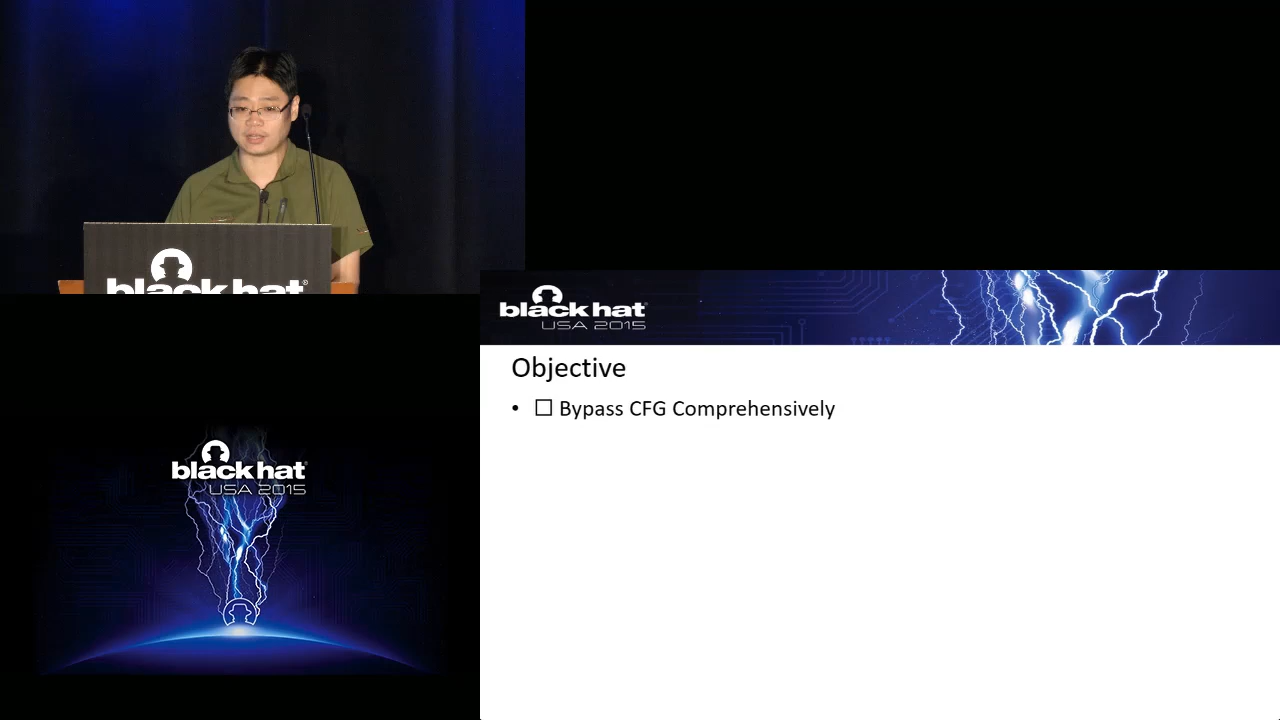 black hat
black hat
USA 2015
Objective
• ☐ Bypass CFG Comprehensively
black hat
USA 2015